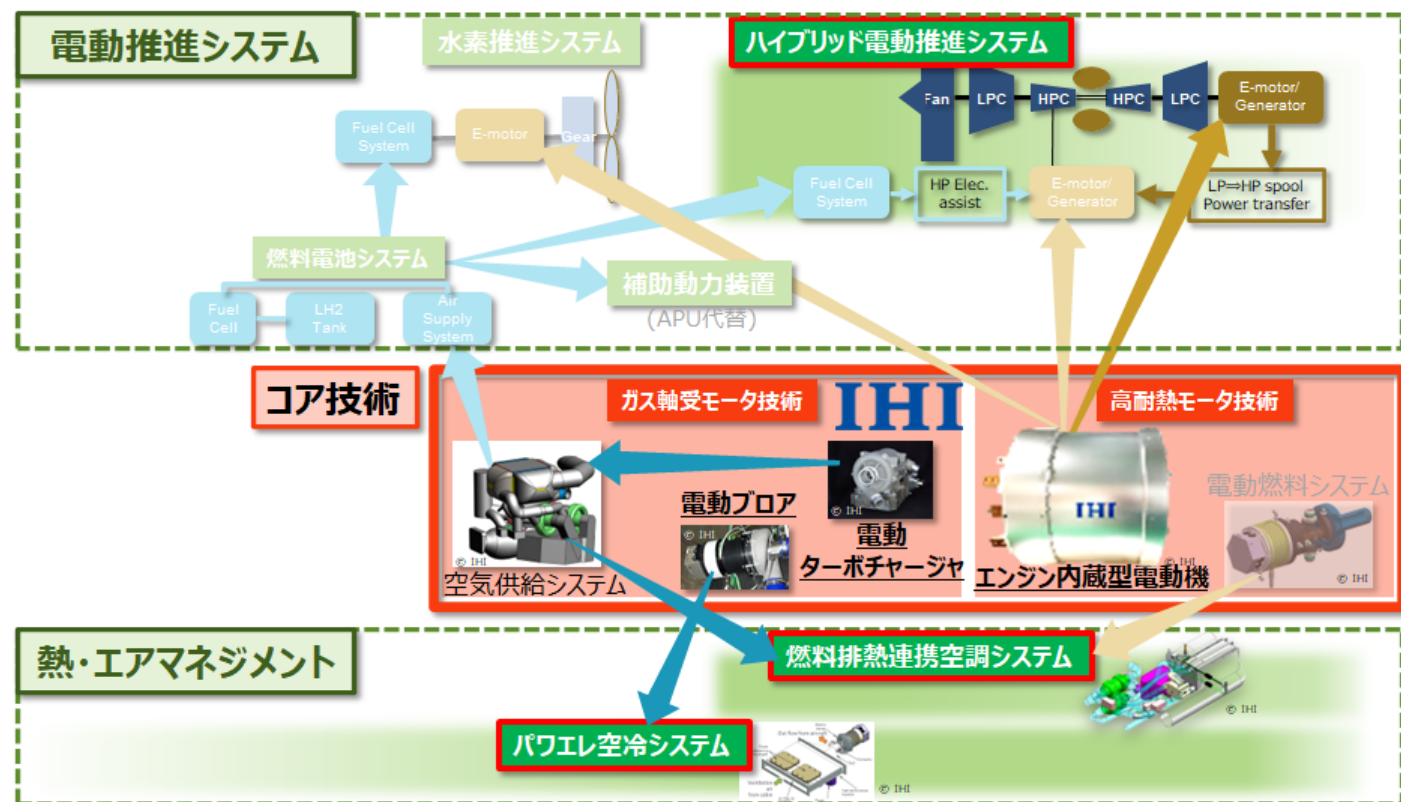 電動推進システム
水素推進システム
ハイブリッド電動推進システム
Fan
LPC
HPC
HPC
LPC
E-motor/
Generator
Fuel Cell
System
E-motor
Gear
Fuel Cell
System
HP Elec.
assist
E-motor/
Generator
LP⇒HP spool
Power transfer
燃料電池システム
補助動力装置
(APU代替)
Fuel
Cell
LH2
Tank
Air
Supply
System
コア技術
ガス軸受モータ技術
IHI
高耐熱モータ技術
電動燃料システム
電動ブロア
IHI
© IHI
© IHI
© IHI
電動
ターボチャージャ
© IHI
© IHI
空気供給システム
エンジン内蔵型電動機
熱・エアマネジメント
燃料排熱連携空調システム
© IHI
パワエレ空冷システム
© IHI